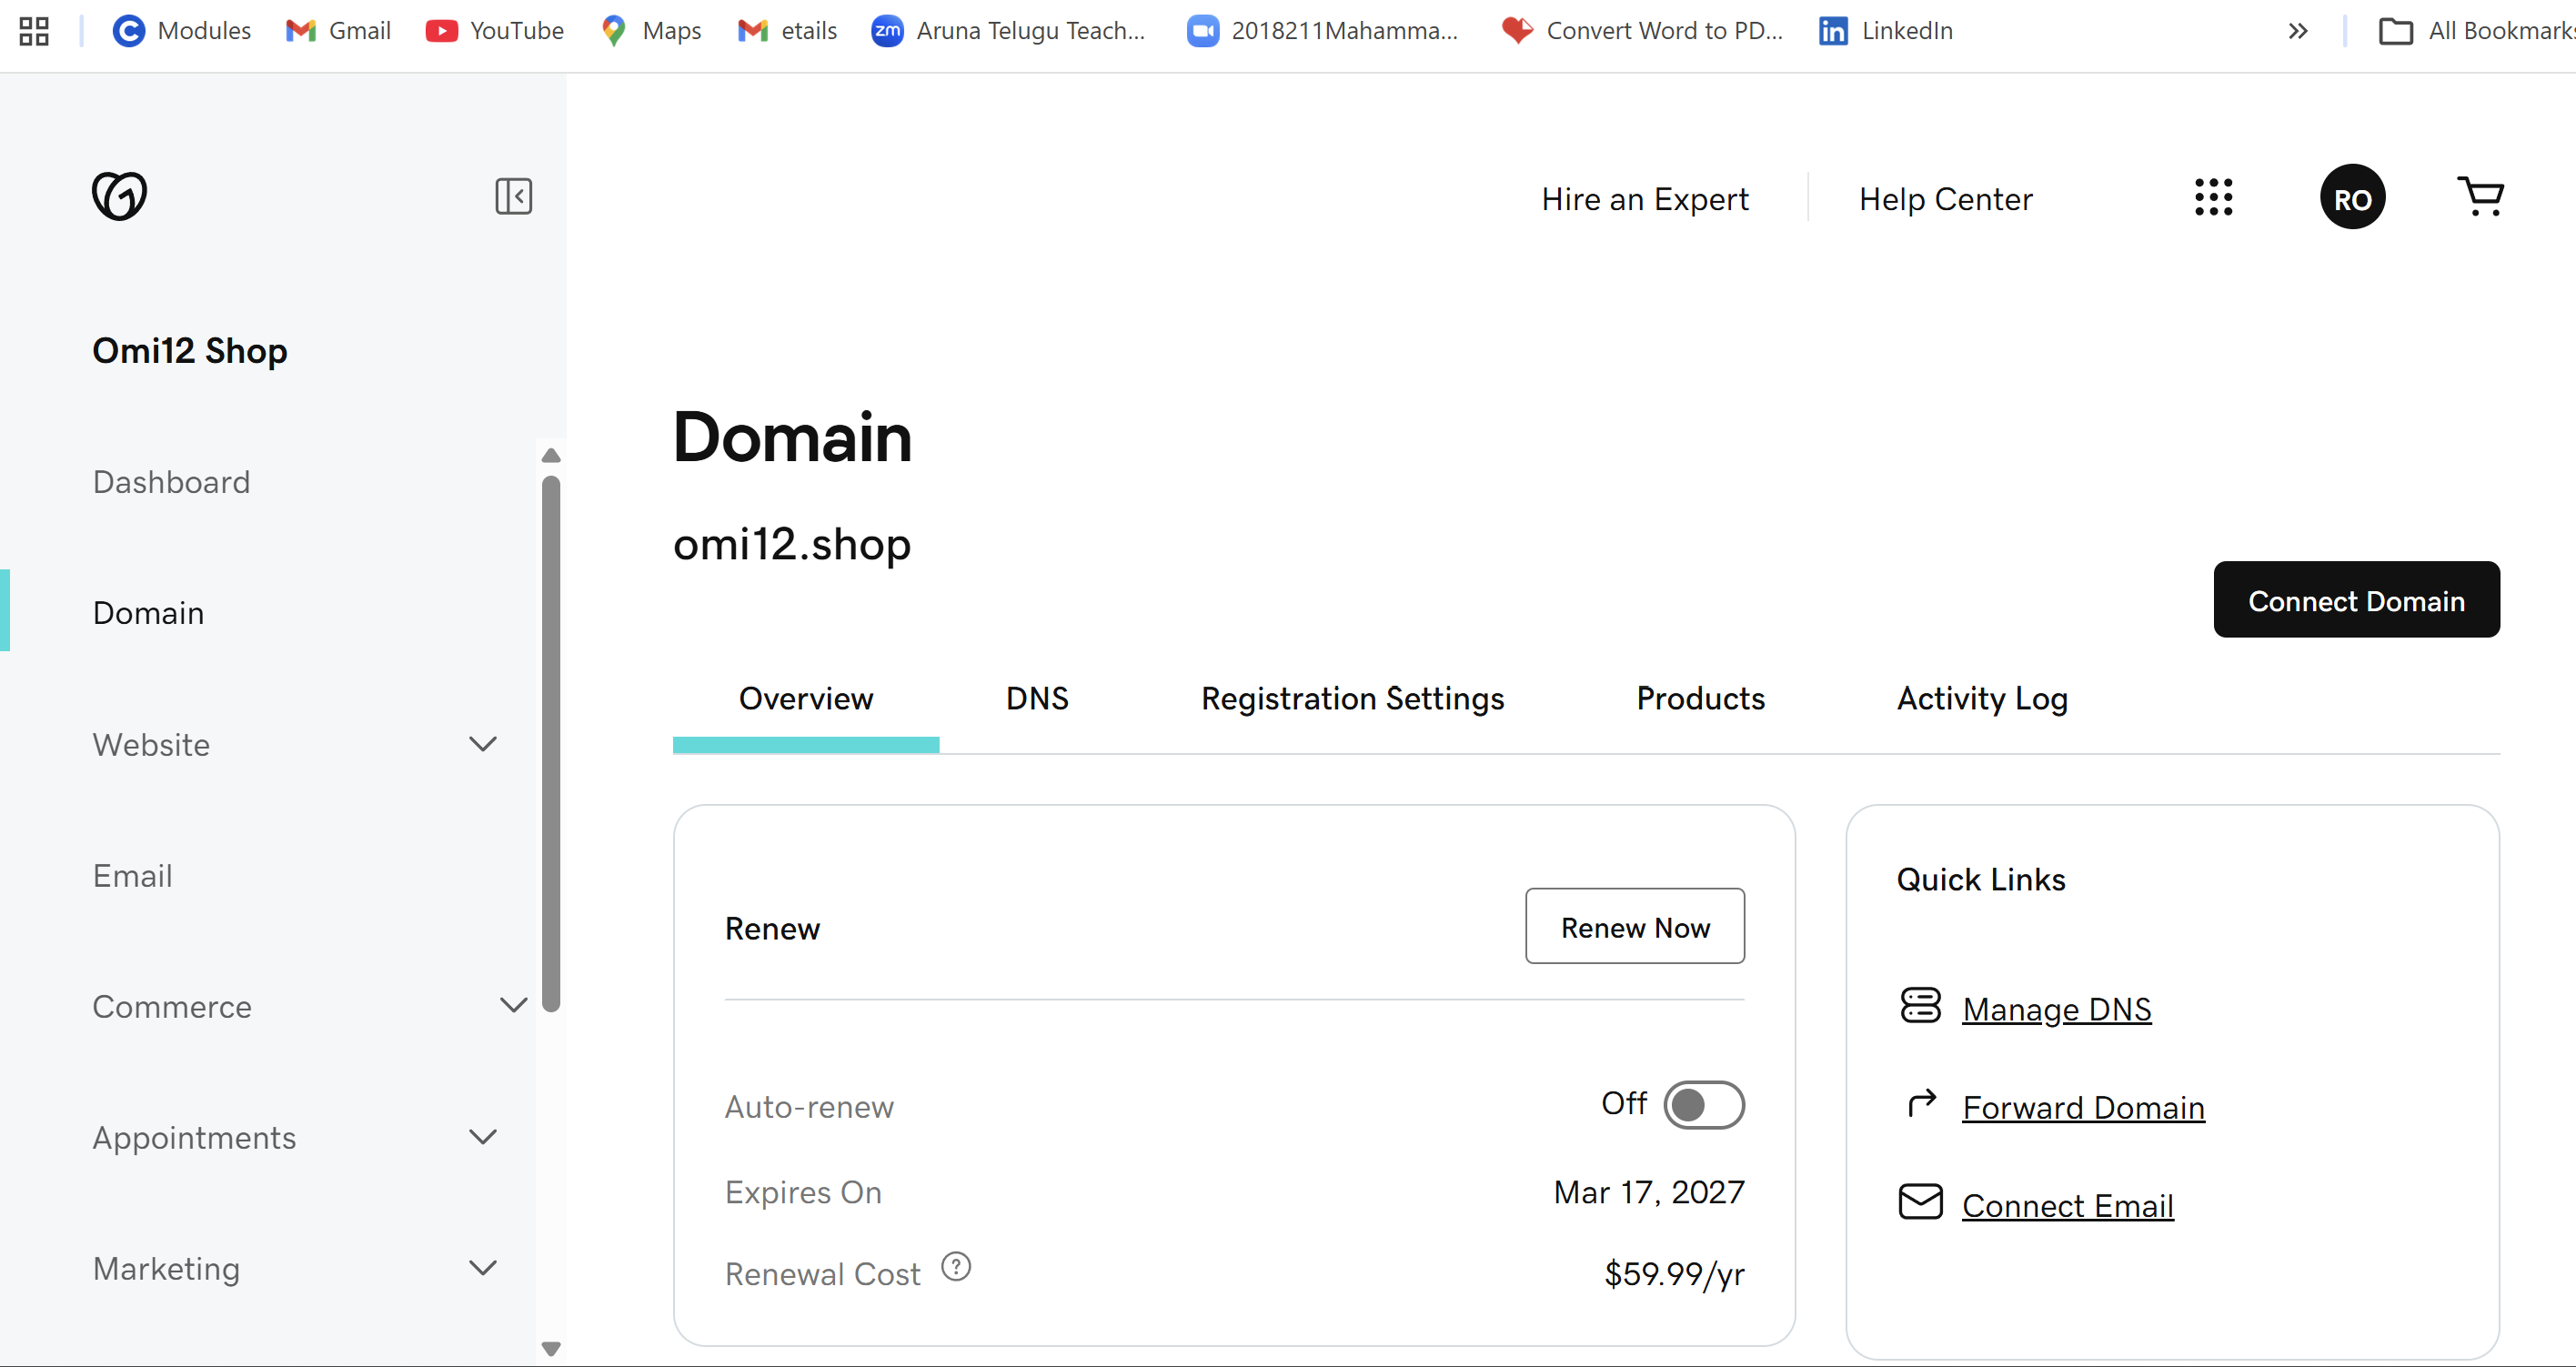 Modules Gmail YouTube Maps etails Aruna Telugu Teach... 2018211Mahamma... Convert Word to PD... LinkedIn All Bookmarks
Hire an Expert Help Center RO
Omi12 Shop
Dashboard
Domain
Website
Email
Commerce
Appointments
Marketing
Domain
omi12.shop
Connect Domain
Overview DNS Registration Settings Products Activity Log
Renew Renew Now
Auto-renew Off
Expires On Mar 17, 2027
Renewal Cost $59.99/yr
Quick Links
Manage DNS
Forward Domain
Connect Email